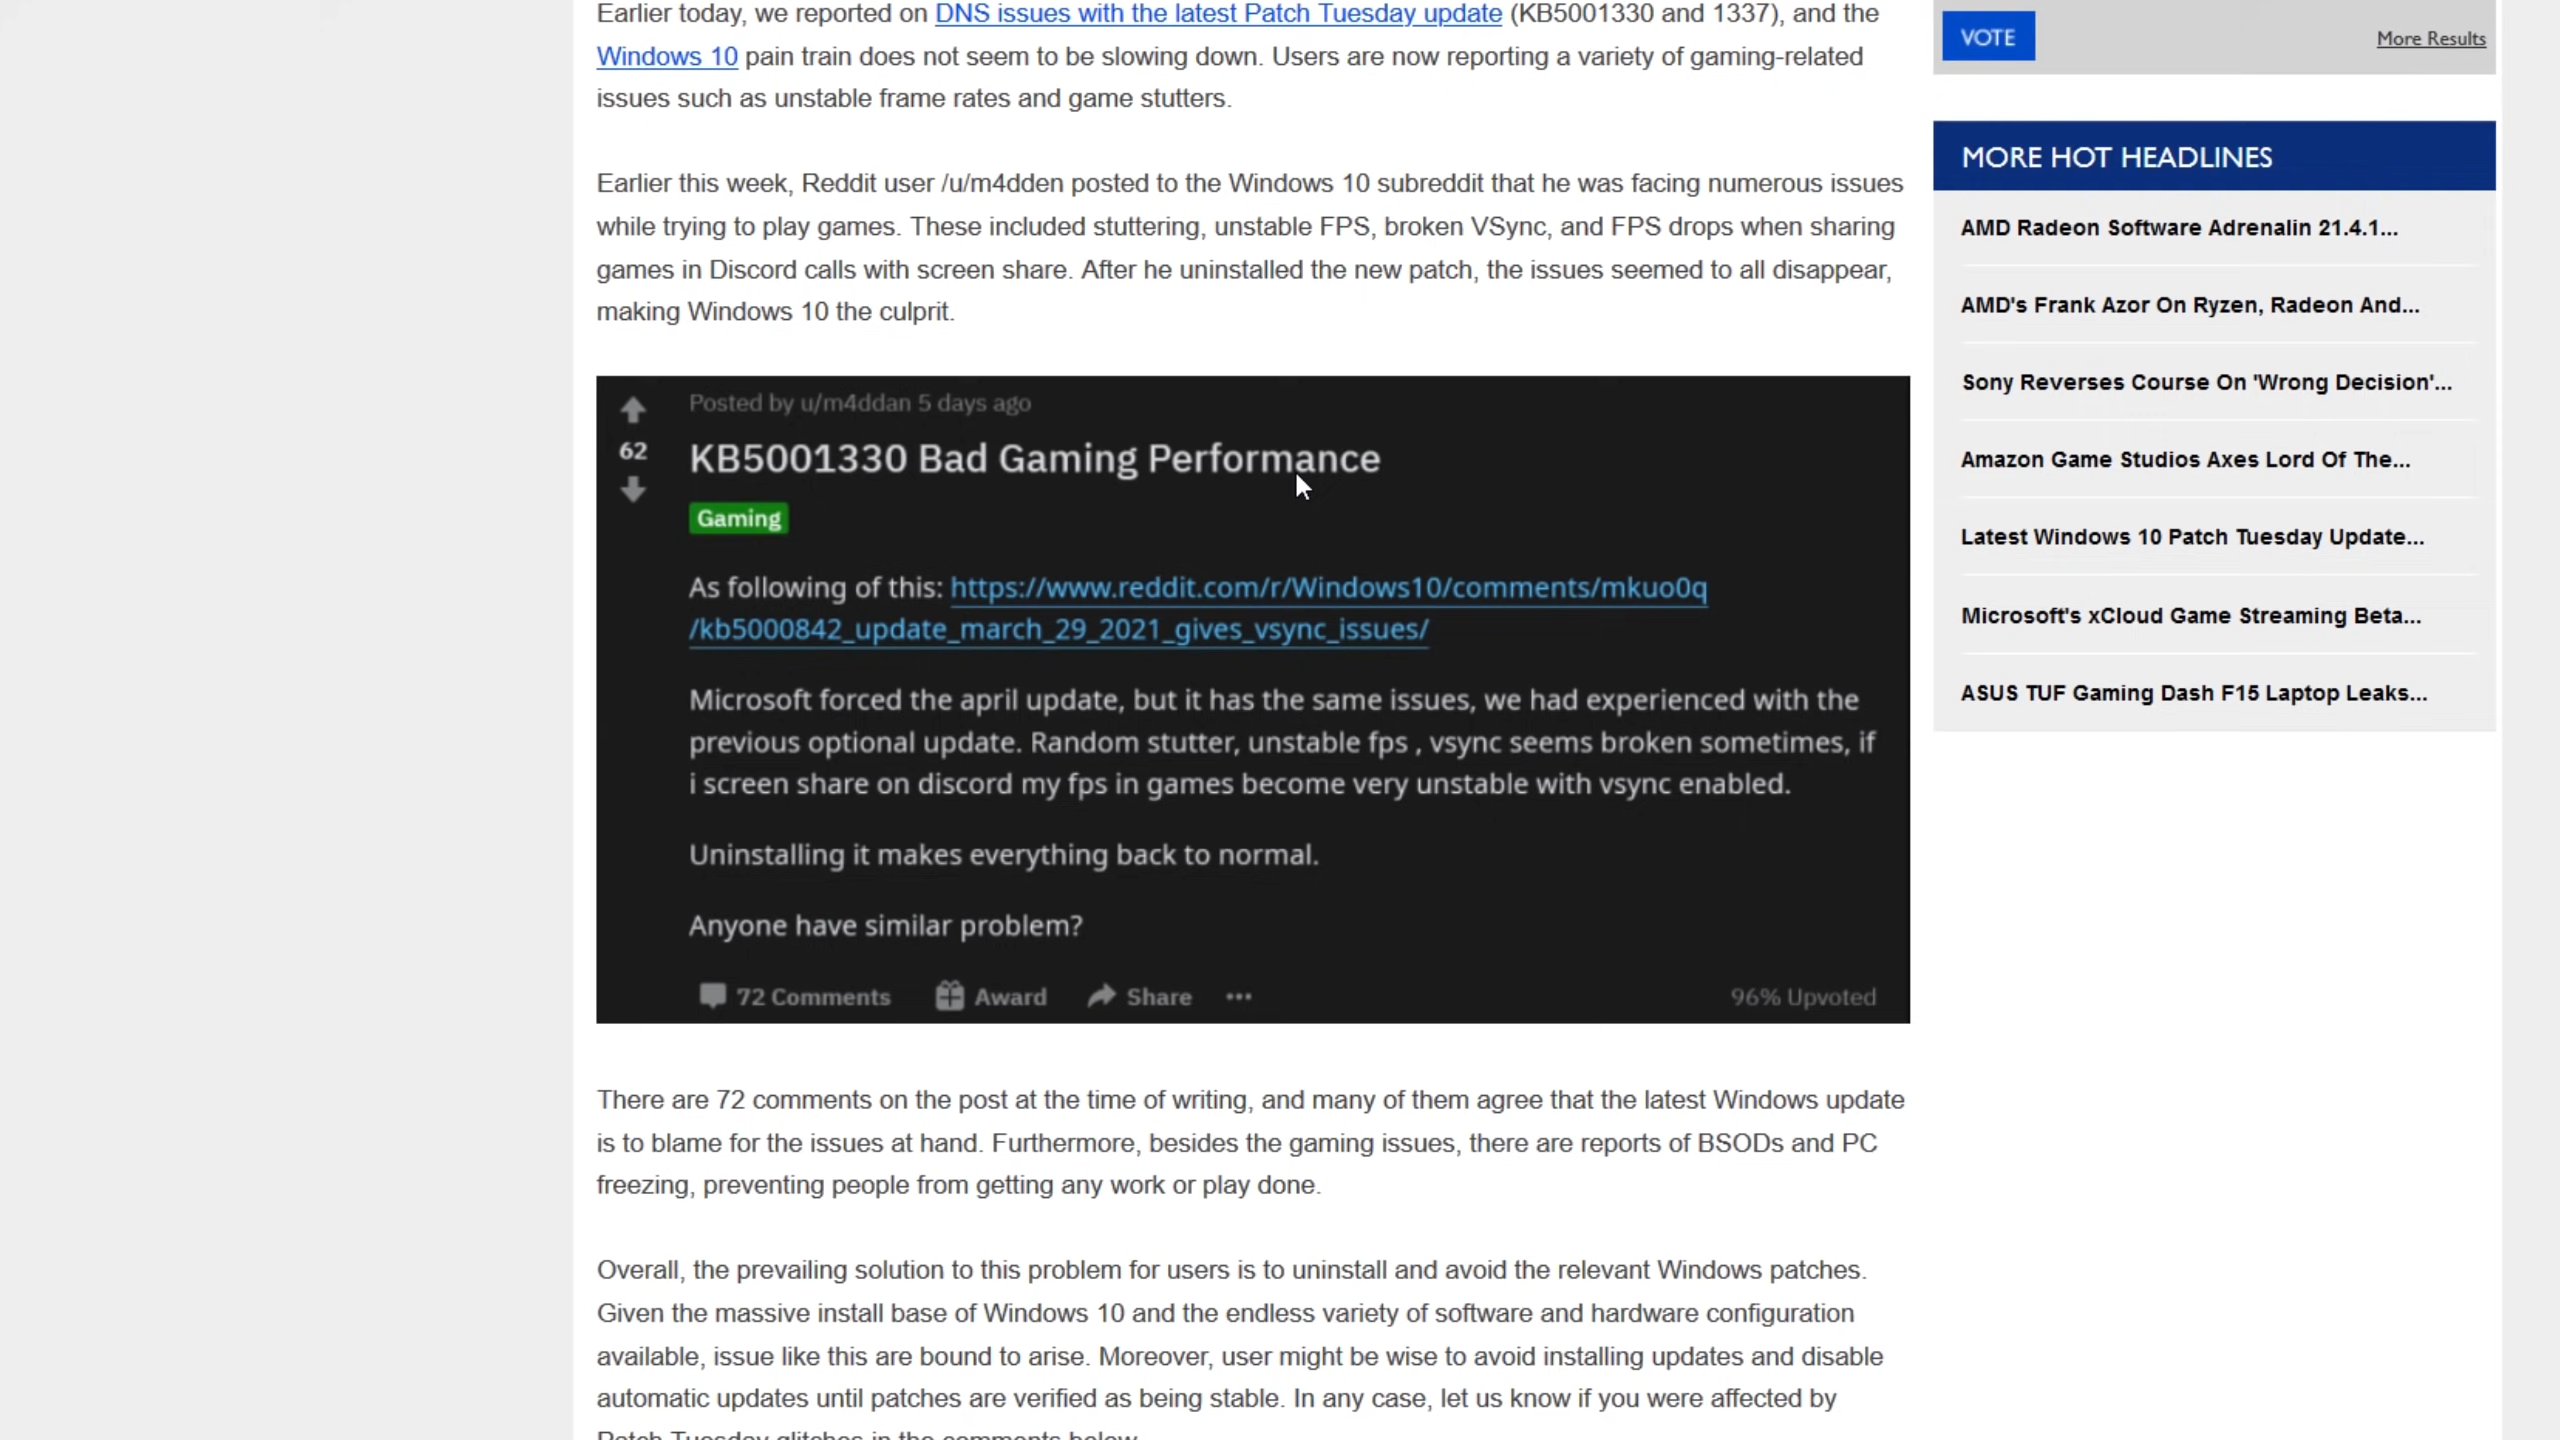 Earlier today, we reported on DNS issues with the latest Patch Tuesday update (KB5001330 and 1337), and the
Windows 10 pain train does not seem to be slowing down. Users are now reporting a variety of gaming-related
issues such as unstable frame rates and game stutters.
Earlier this week, Reddit user /u/m4dden posted to the Windows 10 subreddit that he was facing numerous issues
while trying to play games. These included stuttering, unstable FPS, broken VSync, and FPS drops when sharing
games in Discord calls with screen share. After he uninstalled the new patch, the issues seemed to all disappear,
making Windows 10 the culprit.
Posted by u/m4ddan 5 days ago
62
KB5001330 Bad Gaming Performance
Gaming
As following of this: https://www.reddit.com/r/Windows10/comments/mkuo0q
/kb5000842_update_march_29_2021_gives_vsync_issues/
Microsoft forced the april update, but it has the same issues, we had experienced with the
previous optional update. Random stutter, unstable fps , vsync seems broken sometimes, if
i screen share on discord my fps in games become very unstable with vsync enabled.
Uninstalling it makes everything back to normal.
Anyone have similar problem?
72 Comments Award Share ••• 96% Upvoted
There are 72 comments on the post at the time of writing, and many of them agree that the latest Windows update
is to blame for the issues at hand. Furthermore, besides the gaming issues, there are reports of BSODs and PC
freezing, preventing people from getting any work or play done.
Overall, the prevailing solution to this problem for users is to uninstall and avoid the relevant Windows patches.
Given the massive install base of Windows 10 and the endless variety of software and hardware configuration
available, issue like this are bound to arise. Moreover, user might be wise to avoid installing updates and disable
automatic updates until patches are verified as being stable. In any case, let us know if you were affected by
Patch Tuesday glitches in the comments below.
VOTE More Results
MORE HOT HEADLINES
AMD Radeon Software Adrenalin 21.4.1...
AMD's Frank Azor On Ryzen, Radeon And...
Sony Reverses Course On 'Wrong Decision'...
Amazon Game Studios Axes Lord Of The...
Latest Windows 10 Patch Tuesday Update...
Microsoft's xCloud Game Streaming Beta...
ASUS TUF Gaming Dash F15 Laptop Leaks...